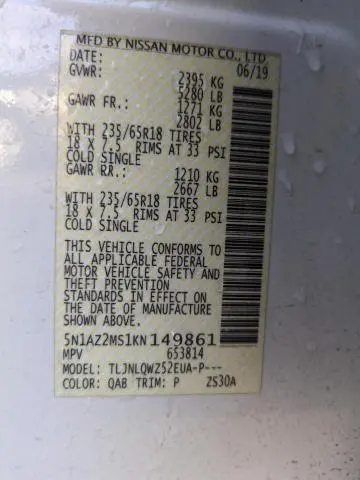 MFD BY NISSAN MOTOR CO., LTD.
DATE: 06/19
GVWR: 2395 KG
5280 LB
GAWR FR.: 1271 KG
2802 LB
WITH 235/65R18 TIRES
18 X 7.5 RIMS AT 33 PSI
COLD SINGLE
GAWR RR.: 1210 KG
2667 LB
WITH 235/65R18 TIRES
18 X 7.5 RIMS AT 33 PSI
COLD SINGLE
THIS VEHICLE CONFORMS TO
ALL APPLICABLE FEDERAL
MOTOR VEHICLE SAFETY AND
THEFT PREVENTION
STANDARDS IN EFFECT ON
THE DATE OF MANUFACTURE
SHOWN ABOVE.
5N1AZ2MS1KN149861
MPV 653814
MODEL: TLJNLQWZ52EUA-P---
COLOR: QAB TRIM: P ZS30A